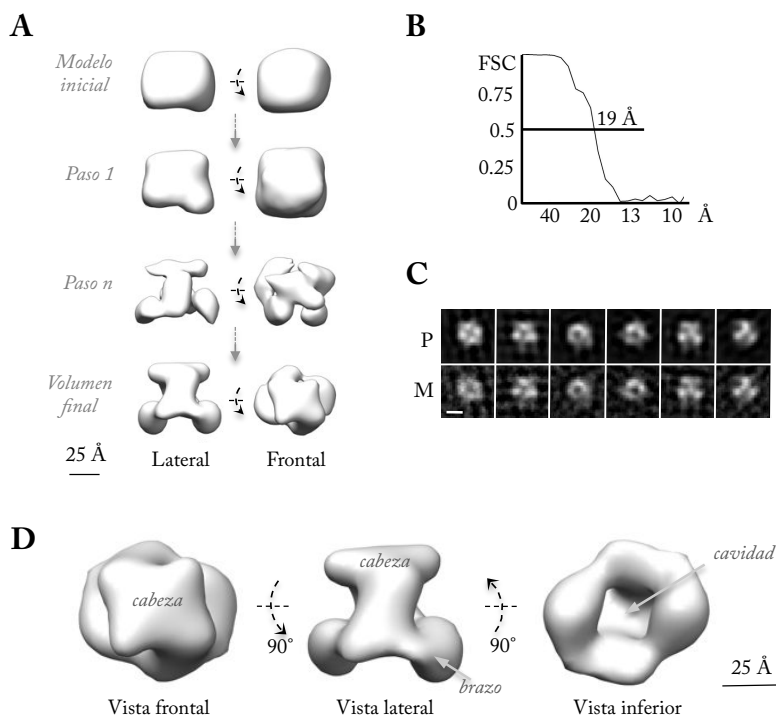 A
Modelo
inicial
Paso 1
Paso n
Volumen
final
25 Å
Lateral
Frontal
B
FSC
0.75
0.5
0.25
0
19 Å
40
20
13
10
Å
C
P
M
D
cabeza
90°
Vista frontal
cabeza
brazo
Vista lateral
90°
cavidad
Vista inferior
25 Å